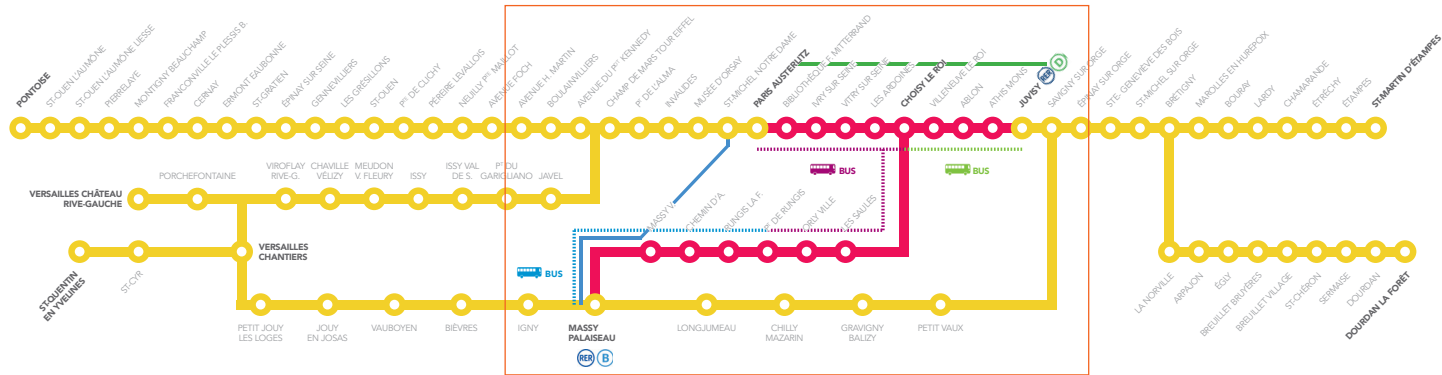 PONTOISE
ST-OUEN L'AUMÔNE
ST-OUEN L'AUMÔNE LIESSE
PIERRELAYE
MONTIGNY BEAUCHAMP
FRANCONVILLE LE PLESSIS B.
CERNAY
ERMONT EAUBONNE
ST-GRATIEN
ÉPINAY SUR SEINE
GENNEVILLIERS
LES GRÉSILLONS
ST-OUEN
PTE DE CLICHY
PEREIRE LEVALLOIS
NEUILLY PTE MAILLOT
AVENUE FOCH
AVENUE H. MARTIN
BOULAINVILLIERS
AVENUE DU PDT KENNEDY
CHAMP DE MARS TOUR EIFFEL
PT DE L'ALMA
INVALIDES
MUSÉE D'ORSAY
ST-MICHEL NOTRE DAME
PARIS AUSTERLITZ
BIBLIOTHÈQUE F. MITTERRAND
IVRY SUR SEINE
VITRY SUR SEINE
LES ARDOINES
CHOISY LE ROI
VILLENEUVE LE ROI
ABLON
ATHIS MONS
JUVISY
RER D
SAVIGNY SUR ORGE
ÉPINAY SUR ORGE
STE- GENEVIÈVE DES BOIS
ST-MICHEL SUR ORGE
BRÉTIGNY
MAROLLES EN HUREPOIX
BOURAY
LARDY
CHAMARANDE
ÉTRÉCHY
ÉTAMPES
ST-MARTIN D'ÉTAMPES
BUS
BUS
VERSAILLES CHÂTEAU
RIVE-GAUCHE
PORCHEFONTAINE
VIROFLAY
RIVE-G.
CHAVILLE
VÉLIZY
MEUDON
V. FLEURY
ISSY
ISSY VAL
DE S.
PT DU
GARIGLIANO
JAVEL
MASSY V.
CHEMIN D'A.
RUNGIS LA F.
PT DE RUNGIS
ORLY VILLE
LES SAULES
ST-QUENTIN
EN YVELINES
ST-CYR
VERSAILLES
CHANTIERS
BUS
LA NORVILLE
ARPAJON
ÉGLY
BREUILLET BRUYÈRES
BREUILLET VILLAGE
ST-CHÉRON
SERMAISE
DOURDAN
DOURDAN LA FORÊT
PETIT JOUY
LES LOGES
JOUY
EN JOSAS
VAUBOYEN
BIÈVRES
IGNY
MASSY
PALAISEAU
RER B
LONGJUMEAU
CHILLY
MAZARIN
GRAVIGNY
BALIZY
PETIT VAUX